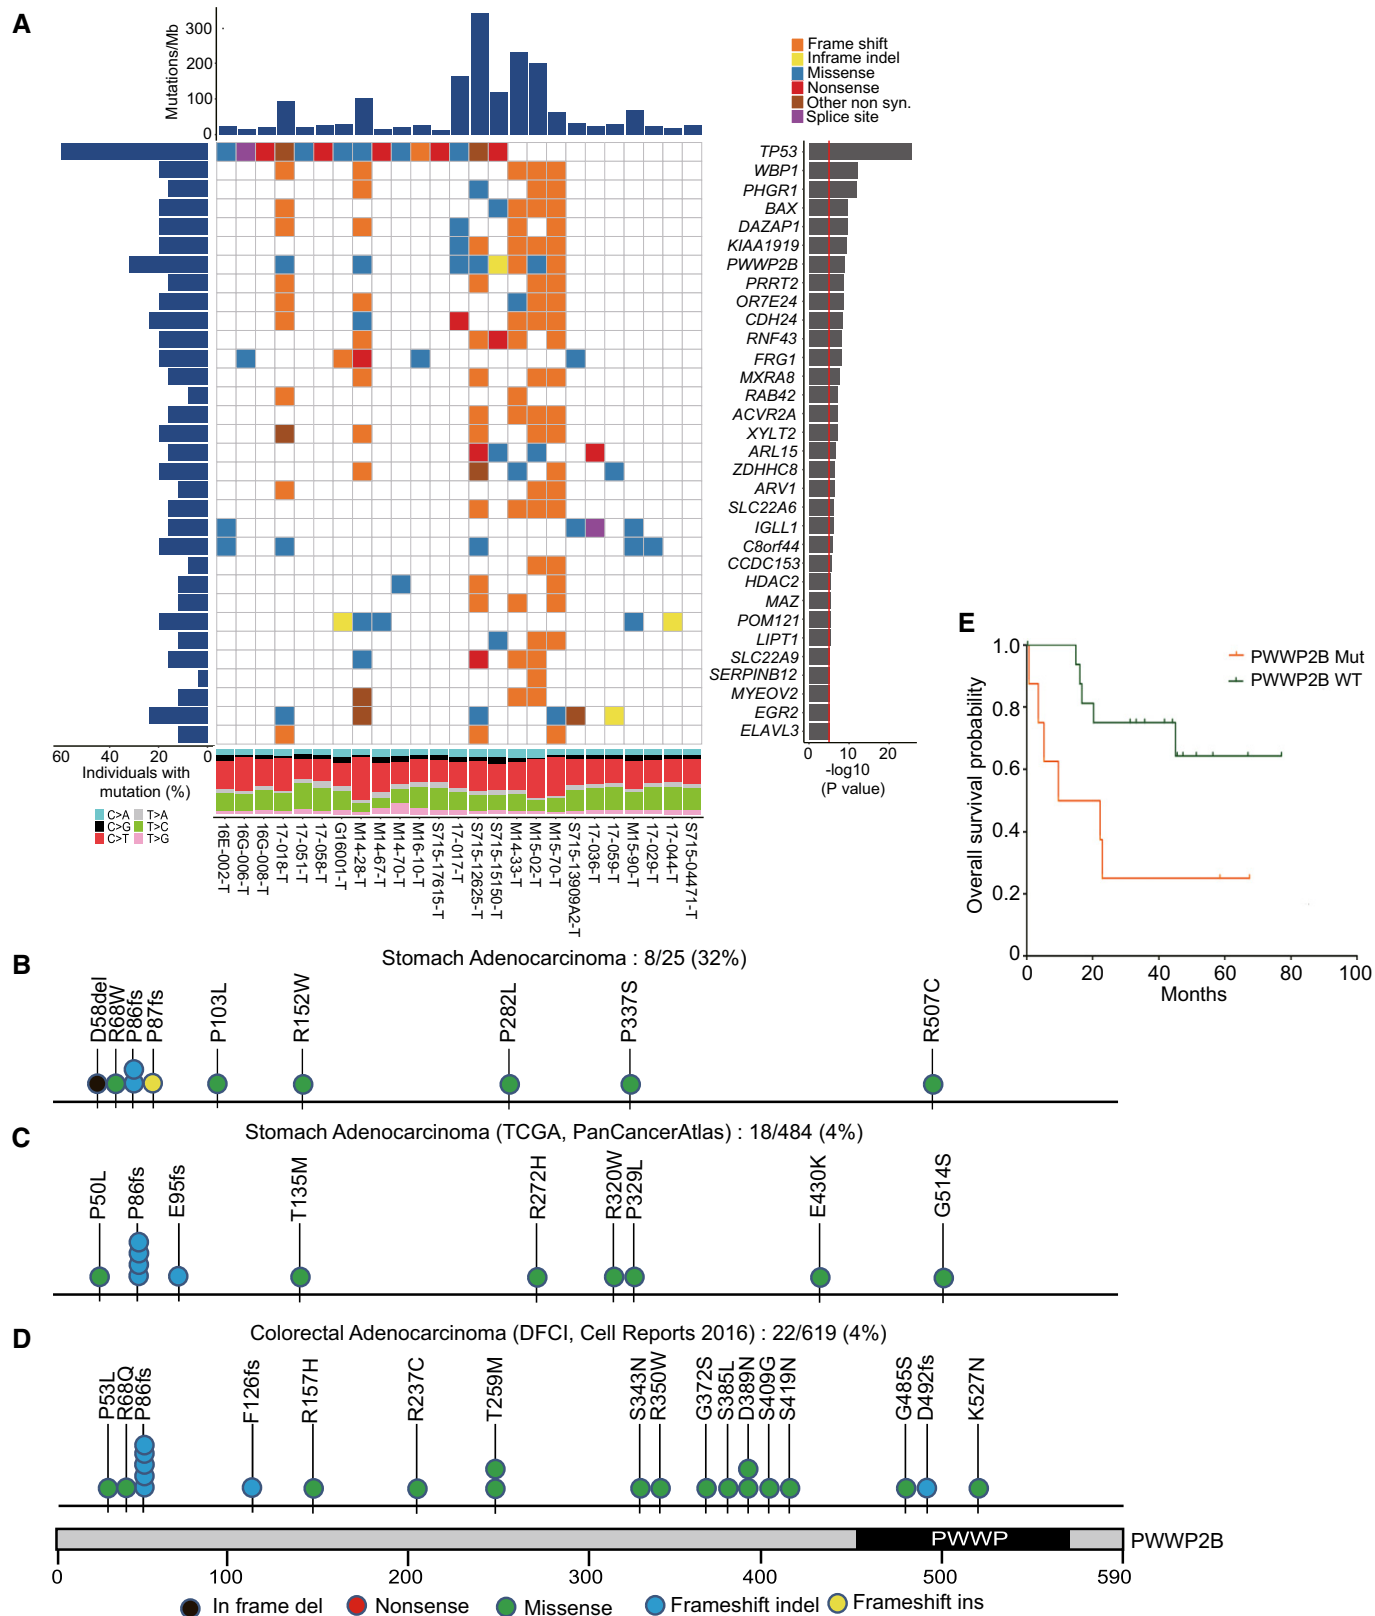 A
Mutations/Mb
300
200
100
0
Frame shift
Inframe indel
Missense
Nonsense
Other non syn.
Splice site
TP53
WBP1
PHGR1
BAX
DAZAP1
KIAA1919
PWWP2B
PRRT2
OR7E24
CDH24
RNF43
FRG1
MXRA8
RAB42
ACVR2A
XYLT2
ARL15
ZDHHC8
ARV1
SLC22A6
IGLL1
C8orf44
CCDC153
HDAC2
MAZ
POM121
LIPT1
SLC22A9
SERPINB12
MYEOV2
EGR2
ELAVL3
60 40 20 0
Individuals with
mutation (%)
C>A T>A
C>G T>C
C>T T>G
0 10 20
-log10
(P value)
16E-002-T
16G-006-T
16G-008-T
17-018-T
17-051-T
17-058-T
G16001-T
M14-28-T
M14-67-T
M14-70-T
M16-10-T
S715-17615-T
17-017-T
S715-12625-T
S715-15150-T
M14-33-T
M15-02-T
M15-70-T
S715-13909A2-T
17-036-T
17-059-T
M15-90-T
17-029-T
17-044-T
S715-04471-T
E
Overall survival probability
1.0
0.8
0.6
0.4
0.2
0
PWWP2B Mut
PWWP2B WT
0 20 40 60 80 100
Months
B
Stomach Adenocarcinoma : 8/25 (32%)
D58del
R68W
P86fs
P87fs
P103L
R152W
P282L
P337S
R507C
C
Stomach Adenocarcinoma (TCGA, PanCancerAtlas) : 18/484 (4%)
P50L
P86fs
E95fs
T135M
R272H
R320W
P329L
E430K
G514S
D
Colorectal Adenocarcinoma (DFCI, Cell Reports 2016) : 22/619 (4%)
P53L
R68Q
P86fs
F126fs
R157H
R237C
T259M
S343N
R350W
G372S
S385L
D389N
S409G
S419N
G485S
D492fs
K527N
PWWP
PWWP2B
0 100 200 300 400 500 590
In frame del Nonsense Missense Frameshift indel Frameshift ins